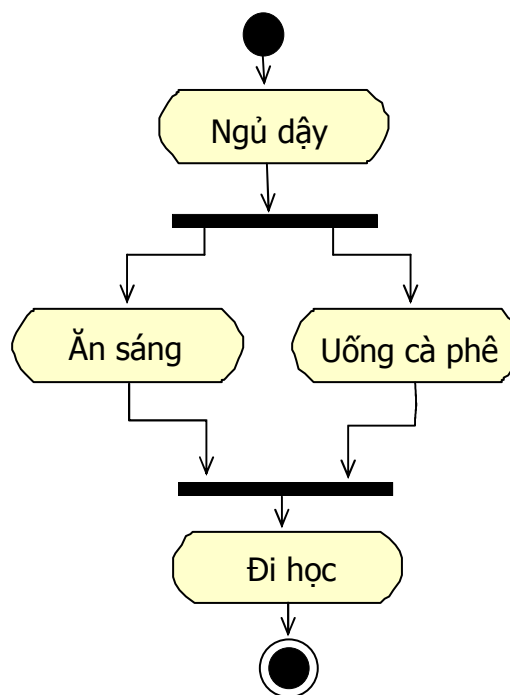 Ngủ dậy
Ăn sáng
Uống cà phê
Đi học